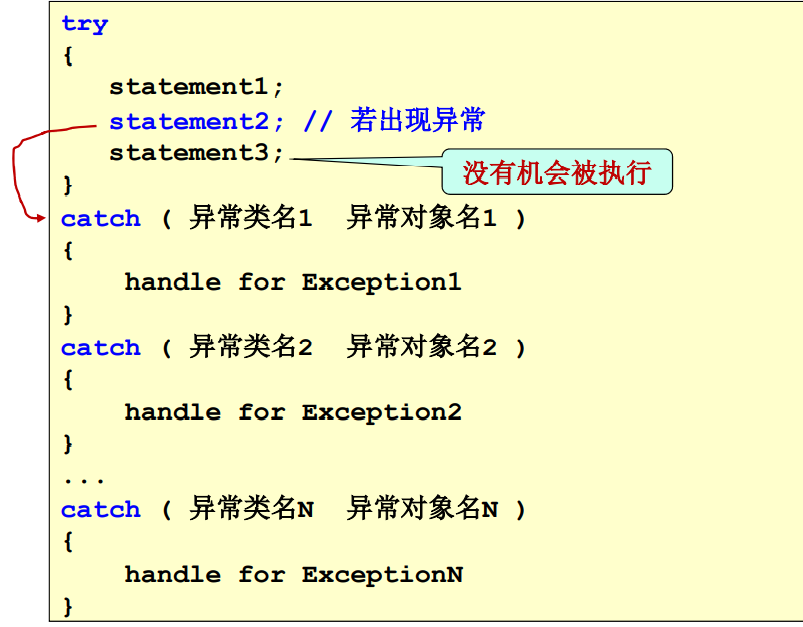 try
{
statement1;
statement2; // 若出现异常
statement3;
没有机会被执行
}
catch ( 异常类名1 异常对象名1 )
{
handle for Exception1
}
catch ( 异常类名2 异常对象名2 )
{
handle for Exception2
}
...
catch ( 异常类名N 异常对象名N )
{
handle for ExceptionN
}